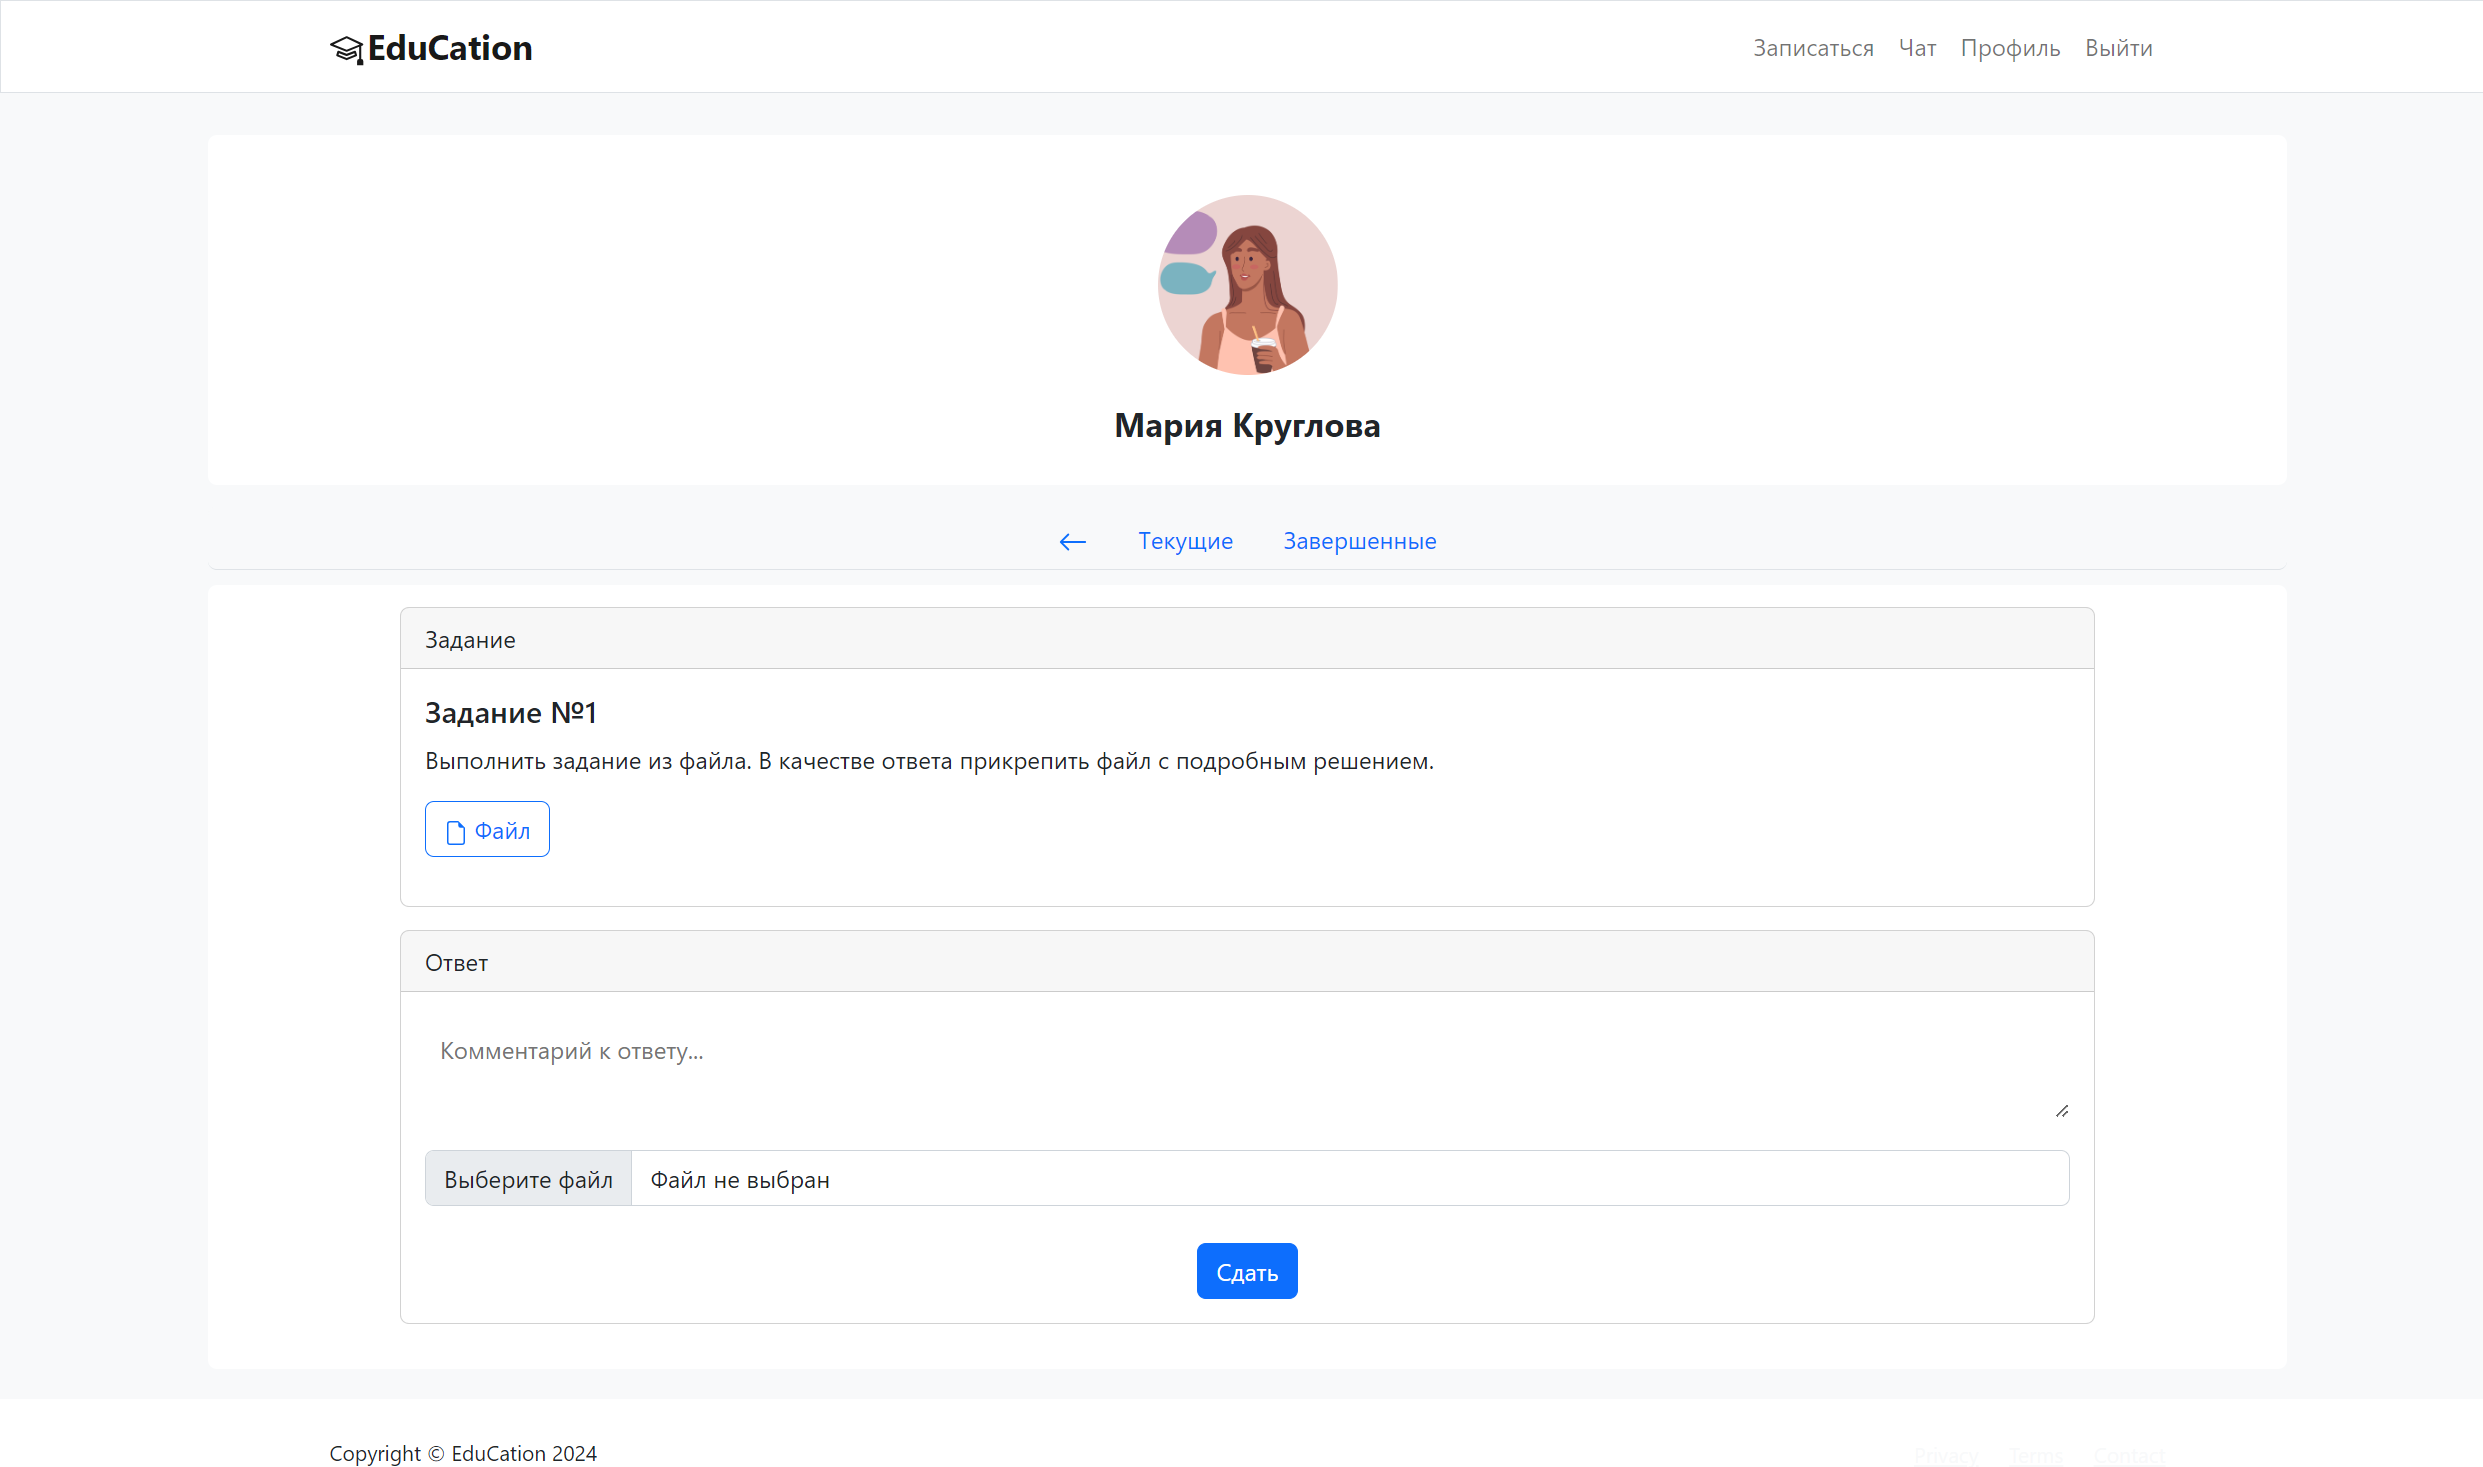 EduCation
Записаться Чат Профиль Выйти
Мария Круглова
Текущие Завершенные
Задание
Задание №1
Выполнить задание из файла. В качестве ответа прикрепить файл с подробным решением.
Файл
Ответ
Комментарий к ответу...
Выберите файл Файл не выбран
Сдать
Copyright © EduCation 2024
Privacy Terms Contact